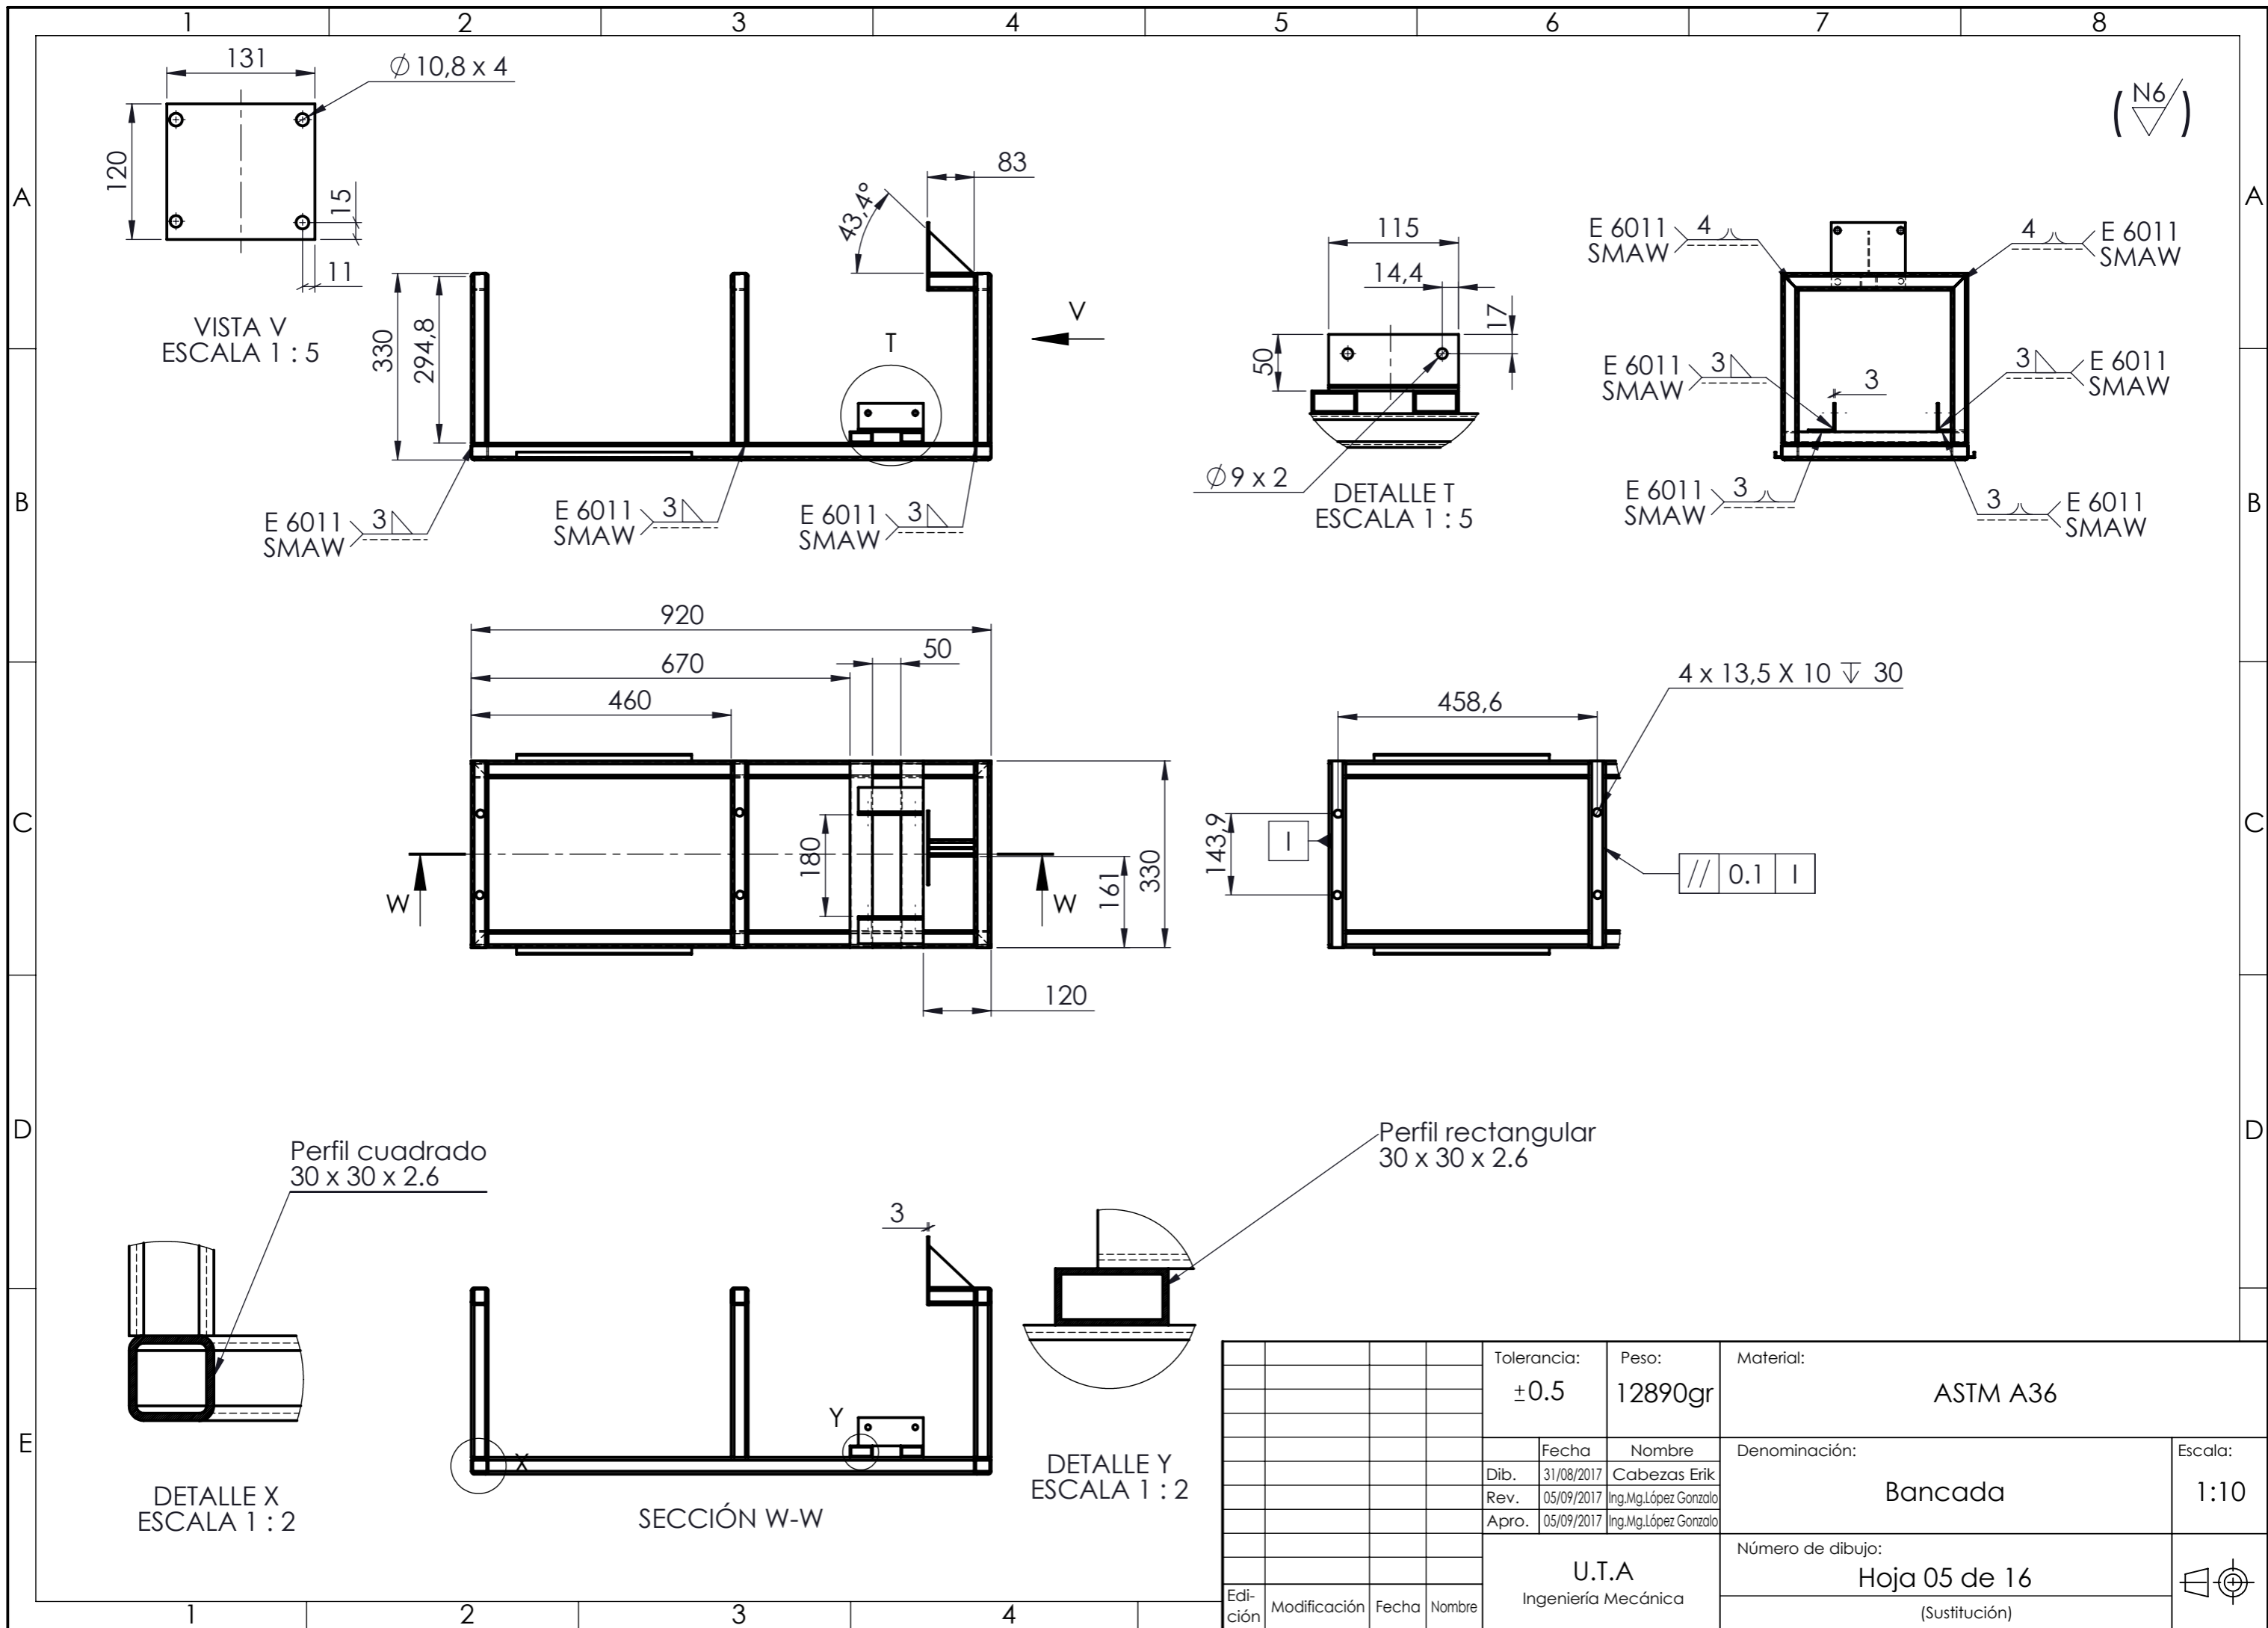 1 2 3 4 5 6 7 8
A
B
C
D
E
A
B
C
D
131
Ø 10,8 x 4
120
15
11
VISTA V
ESCALA 1 : 5
83
43,4°
330
294,8
T
V
E 6011
SMAW
3
E 6011
SMAW
3
E 6011
SMAW
3
115
14,4
17
50
Ø 9 x 2
DETALLE T
ESCALA 1 : 5
( N6 )
E 6011
SMAW
4
4
E 6011
SMAW
E 6011
SMAW
3
3
3
E 6011
SMAW
E 6011
SMAW
3
3
E 6011
SMAW
920
670
50
460
180
161
330
W
W
120
458,6
4 x 13,5 X 10 ↧ 30
143,9
I
// 0.1 I
Perfil cuadrado
30 x 30 x 2.6
DETALLE X
ESCALA 1 : 2
3
X
Y
SECCIÓN W-W
Perfil rectangular
30 x 30 x 2.6
DETALLE Y
ESCALA 1 : 2
Tolerancia:
±0.5
Peso:
12890gr
Material:
ASTM A36
Fecha Nombre
Dib. 31/08/2017 Cabezas Erik
Rev. 05/09/2017 Ing.Mg.López Gonzalo
Apro. 05/09/2017 Ing.Mg.López Gonzalo
Denominación:
Bancada
Escala:
1:10
U.T.A
Ingeniería Mecánica
Número de dibujo:
Hoja 05 de 16
(Sustitución)
Edi-
ción
Modificación Fecha Nombre
1 2 3 4